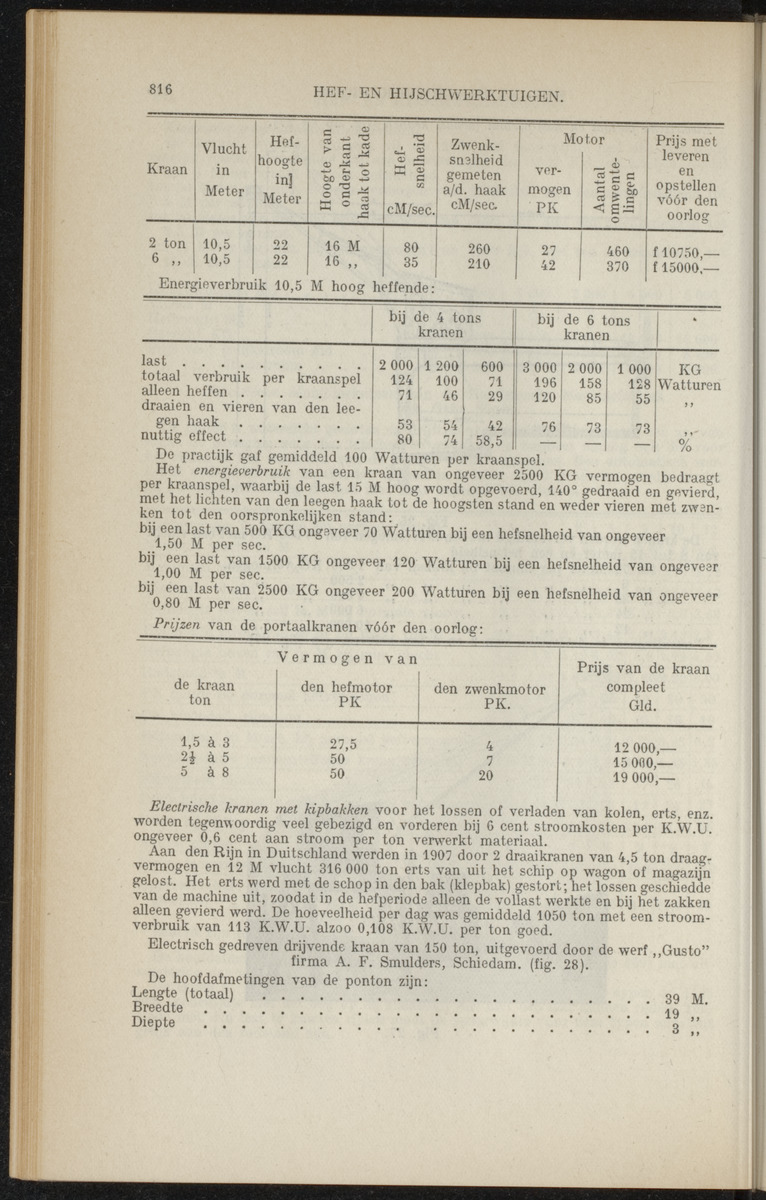 816 HEF- EN HIJSCHWERKTUIGEN.
Kraan | Vlucht in Meter | Hef-hoogte in] Meter | Hoogte van onderkant haak tot kade | Hef-snelheid cM/sec. | Zwenk-snelheid gemeten a/d. haak cM/sec. | Motor ver-mogen PK | Motor Aantal omwente-lingen | Prijs met leveren en opstellen vóór den oorlog
2 ton | 10,5 | 22 | 16 M | 80 | 260 | 27 | 460 | f 10750,—
6 ,, | 10,5 | 22 | 16 ,, | 35 | 210 | 42 | 370 | f 15000,—
Energieverbruik 10,5 M hoog heffende:
bij de 4 tons kranen | bij de 6 tons kranen
last . . . . . . . . . . | 2 000 | 1 200 | 600 | 3 000 | 2 000 | 1 000 | KG
totaal verbruik per kraanspel | 124 | 100 | 71 | 196 | 158 | 128 | Watturen
alleen heffen . . . . . . . | 71 | 46 | 29 | 120 | 85 | 55 | ,,
draaien en vieren van den lee-
gen haak . . . . . . . | 53 | 54 | 42 | 76 | 73 | 73 | ,,
nuttig effect . . . . . . . | 80 | 74 | 58,5 | — | — | — | %
De practijk gaf gemiddeld 100 Watturen per kraanspel.
Het energieverbruik van een kraan van ongeveer 2500 KG vermogen bedraagt
per kraanspel, waarbij de last 15 M hoog wordt opgevoerd, 140° gedraaid en gevierd,
met het lichten van den leegen haak tot de hoogsten stand en weder vieren met zwen-
ken tot den oorspronkelijken stand:
bij een last van 500 KG ongeveer 70 Watturen bij een hefsnelheid van ongeveer
1,50 M per sec.
bij een last van 1500 KG ongeveer 120 Watturen bij een hefsnelheid van ongeveer
1,00 M per sec.
bij een last van 2500 KG ongeveer 200 Watturen bij een hefsnelheid van ongeveer
0,80 M per sec.
Prijzen van de portaalkranen vóór den oorlog:
Vermogen van | Prijs van de kraan compleet Gld.
de kraan ton | den hefmotor PK | den zwenkmotor PK.
1,5 à 3 | 27,5 | 4 | 12 000,—
2½ à 5 | 50 | 7 | 15 000,—
5 à 8 | 50 | 20 | 19 000,—
Electrische kranen met kipbakken voor het lossen of verladen van kolen, erts, enz.
worden tegenwoordig veel gebezigd en vorderen bij 6 cent stroomkosten per K.W.U.
ongeveer 0,6 cent aan stroom per ton verwerkt materiaal.
Aan den Rijn in Duitschland werden in 1907 door 2 draaikranen van 4,5 ton draag-
vermogen en 12 M vlucht 316 000 ton erts van uit het schip op wagon of magazijn
gelost. Het erts werd met de schop in den bak (klepbak) gestort; het lossen geschiedde
van de machine uit, zoodat in de hefperiode alleen de vollast werkte en bij het zakken
alleen gevierd werd. De hoeveelheid per dag was gemiddeld 1050 ton met een stroom-
verbruik van 113 K.W.U. alzoo 0,108 K.W.U. per ton goed.
Electrisch gedreven drijvende kraan van 150 ton, uitgevoerd door de werf ,,Gusto"
firma A. F. Smulders, Schiedam. (fig. 28).
De hoofdafmetingen van de ponton zijn:
Lengte (totaal) . . . . . . . . . . . . . . . . . . . . 39 M.
Breedte . . . . . . . . . . . . . . . . . . . . . . . 19 ,,
Diepte . . . . . . . . . . . . . . . . . . . . . . . 3 ,,